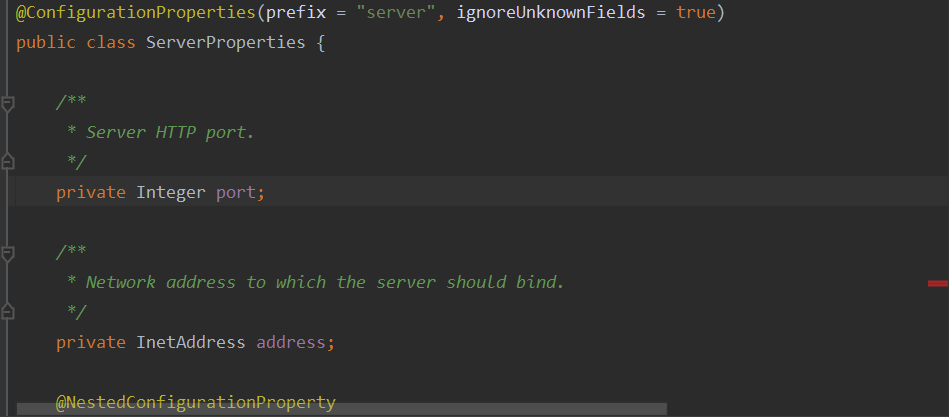 @ConfigurationProperties(prefix = "server", ignoreUnknownFields = true)
public class ServerProperties {
/**
* Server HTTP port.
*/
private Integer port;
/**
* Network address to which the server should bind.
*/
private InetAddress address;
@NestedConfigurationProperty